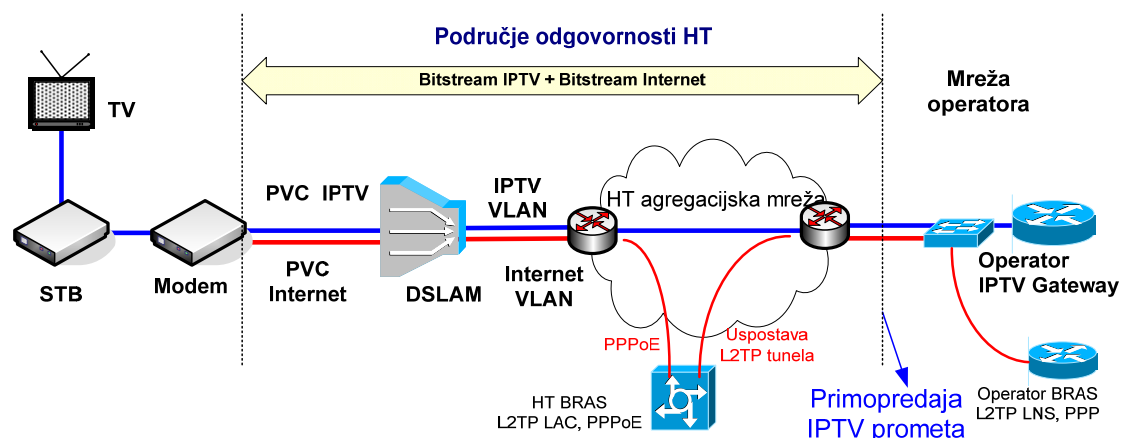 Područje odgovornosti HT
Bitstream IPTV + Bitstream Internet
Mreža
operatora
TV
PVC IPTV
IPTV
VLAN
HT agregacijska mreža
STB
Modem
PVC
Internet
DSLAM
Internet
VLAN
Operator
IPTV Gateway
PPPoE
Uspostava
L2TP tunela
HT BRAS
L2TP LAC, PPPoE
Primopredaja
IPTV prometa
Operator BRAS
L2TP LNS, PPP